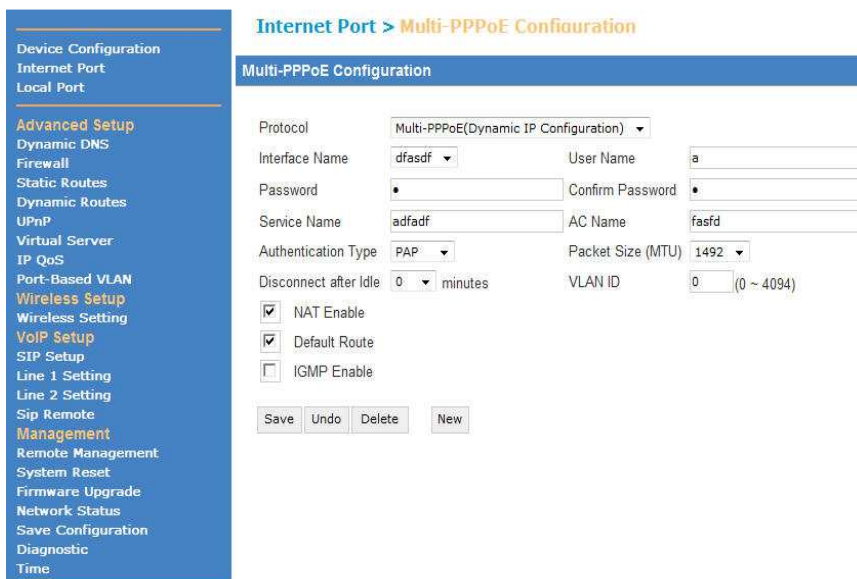 Internet Port > Multi-PPPoE Configuration
Device Configuration
Internet Port
Local Port
Advanced Setup
Dynamic DNS
Firewall
Static Routes
Dynamic Routes
UPnP
Virtual Server
IP QoS
Port-Based VLAN
Wireless Setup
Wireless Setting
VoIP Setup
SIP Setup
Line 1 Setting
Line 2 Setting
Sip Remote
Management
Remote Management
System Reset
Firmware Upgrade
Network Status
Save Configuration
Diagnostic
Time
Multi-PPPoE Configuration
Protocol Multi-PPPoE(Dynamic IP Configuration)
Interface Name dfasdf User Name a
Password • Confirm Password •
Service Name adfadf AC Name fasfd
Authentication Type PAP Packet Size (MTU) 1492
Disconnect after Idle 0 minutes VLAN ID 0 (0 ~ 4094)
NAT Enable
Default Route
IGMP Enable
Save Undo Delete New